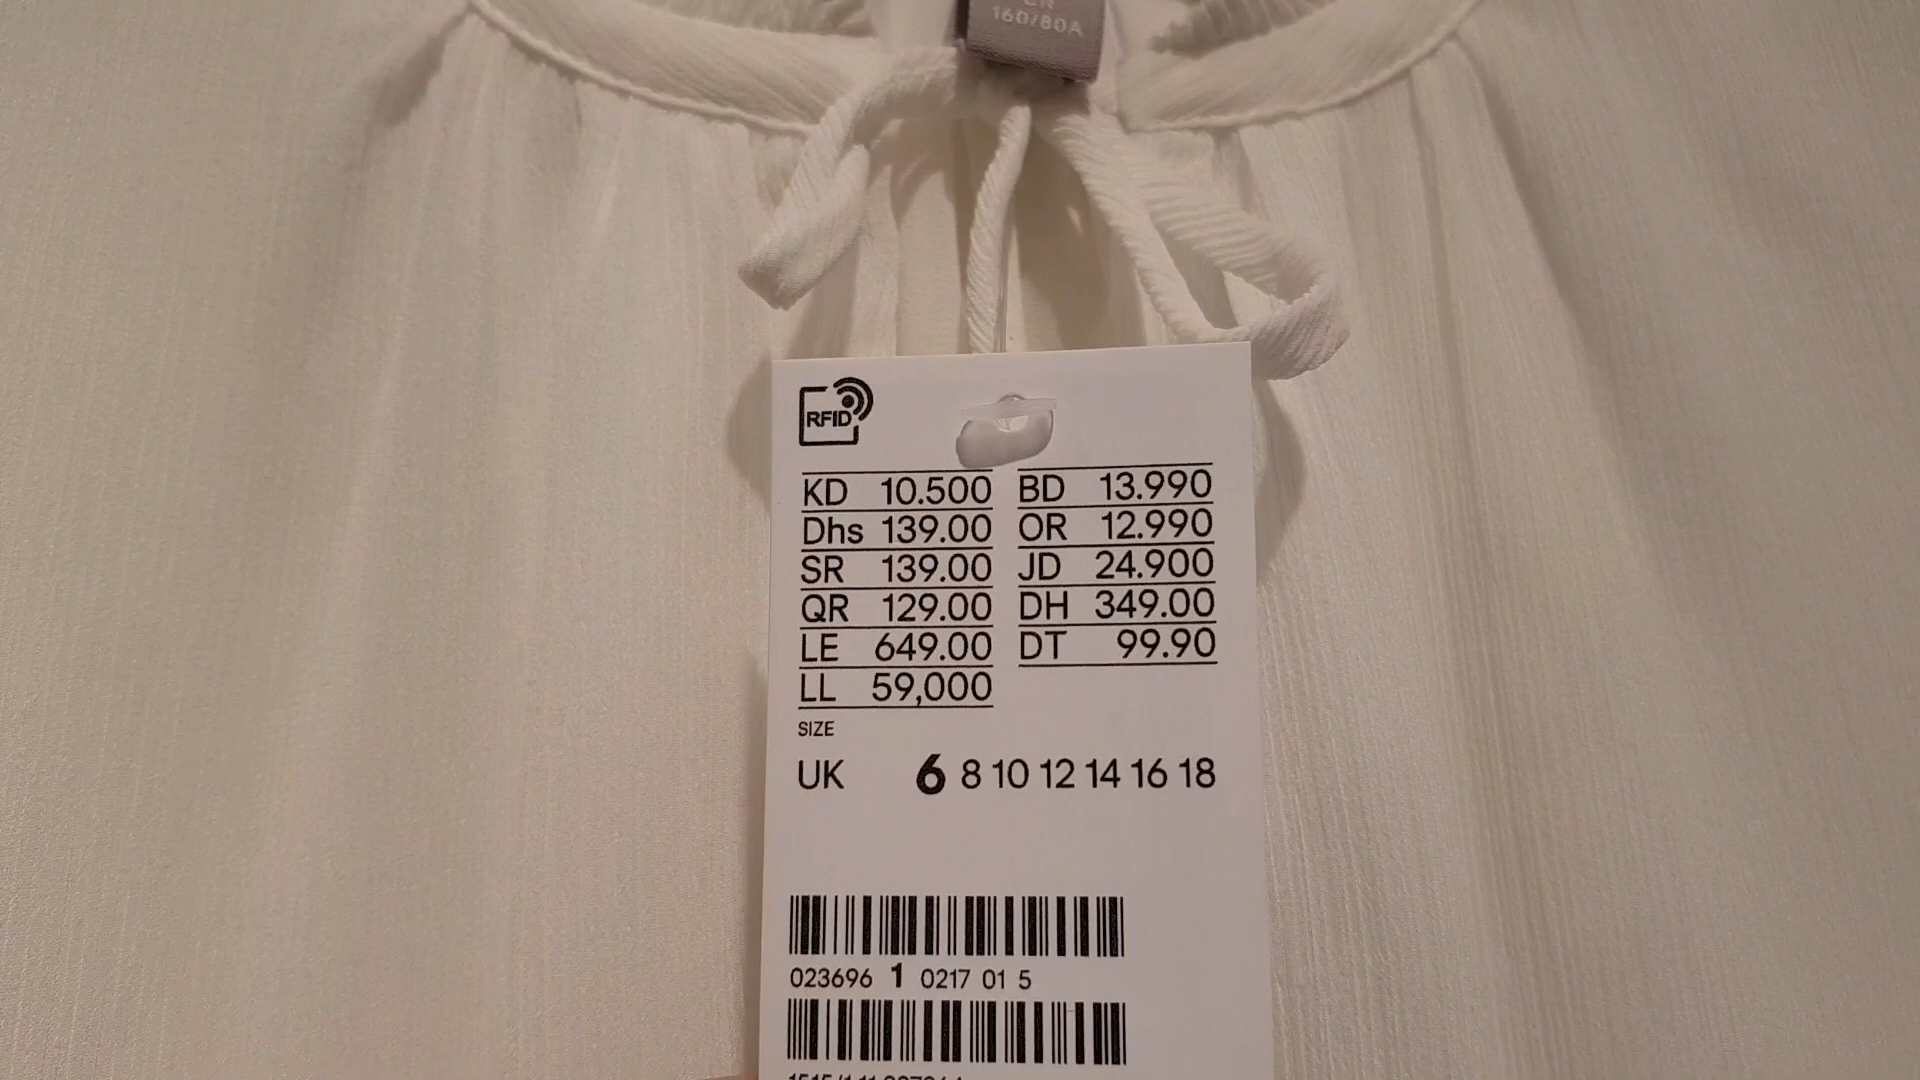 160/80A
RFID
KD 10.500 BD 13.990
Dhs 139.00 OR 12.990
SR 139.00 JD 24.900
QR 129.00 DH 349.00
LE 649.00 DT 99.90
LL 59,000
SIZE
UK 6 8 10 12 14 16 18
023696 1 0217 01 5